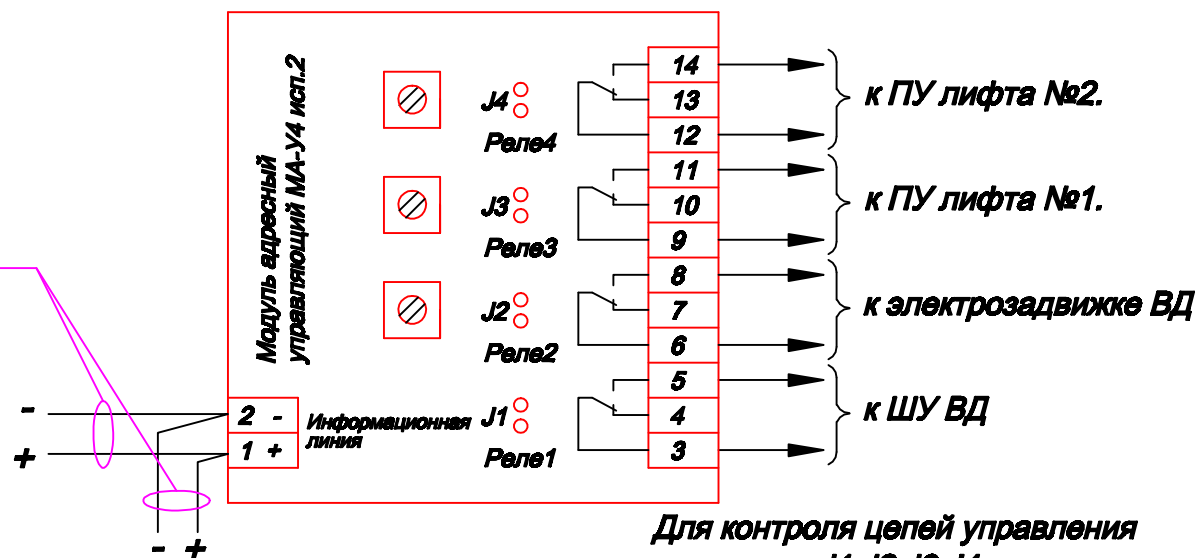 Модуль адресный
управляющий МА-У4 исп.2
J4
Реле4
14
13
12
к ПУ лифта №2.
J3
Реле3
11
10
9
к ПУ лифта №1.
J2
Реле2
8
7
6
к электрозадвижке ВД
J1
Реле1
5
4
3
к ШУ ВД
-
2 -
+
1 +
Информационная
линия
- +
Для контроля цепей управления